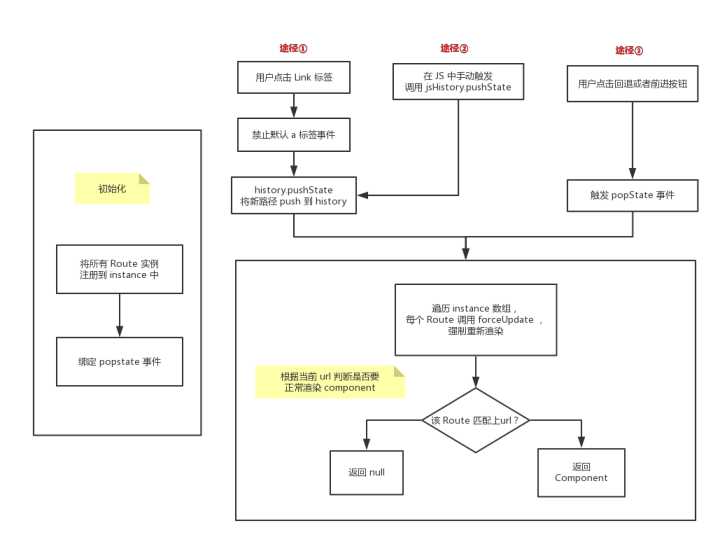 途径①
用户点击 Link 标签
禁止默认 a 标签事件
history.pushState
将新路径 push 到 history
途径②
在 JS 中手动触发
调用 jsHistory.pushState
途径③
用户点击回退或者前进按钮
触发 popState 事件
初始化
将所有 Route 实例
注册到 instance 中
绑定 popstate 事件
遍历 instance 数组，
每个 Route 调用 forceUpdate ，
强制重新渲染
根据当前 url 判断是否要
正常渲染 component
该 Route 匹配上url？
返回 null
返回
Component